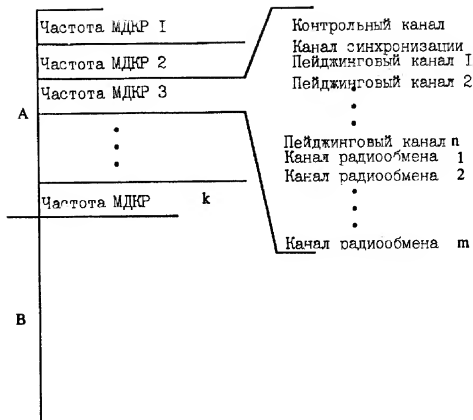 Частота МДКР I
Частота МДКР 2
Частота МДКР 3
A
Частота МДКР k
B
Контрольный канал
Канал синхронизации
Пейджинговый канал I
Пейджинговый канал 2
Пейджинговый канал n
Канал радиообмена 1
Канал радиообмена 2
Канал радиообмена m